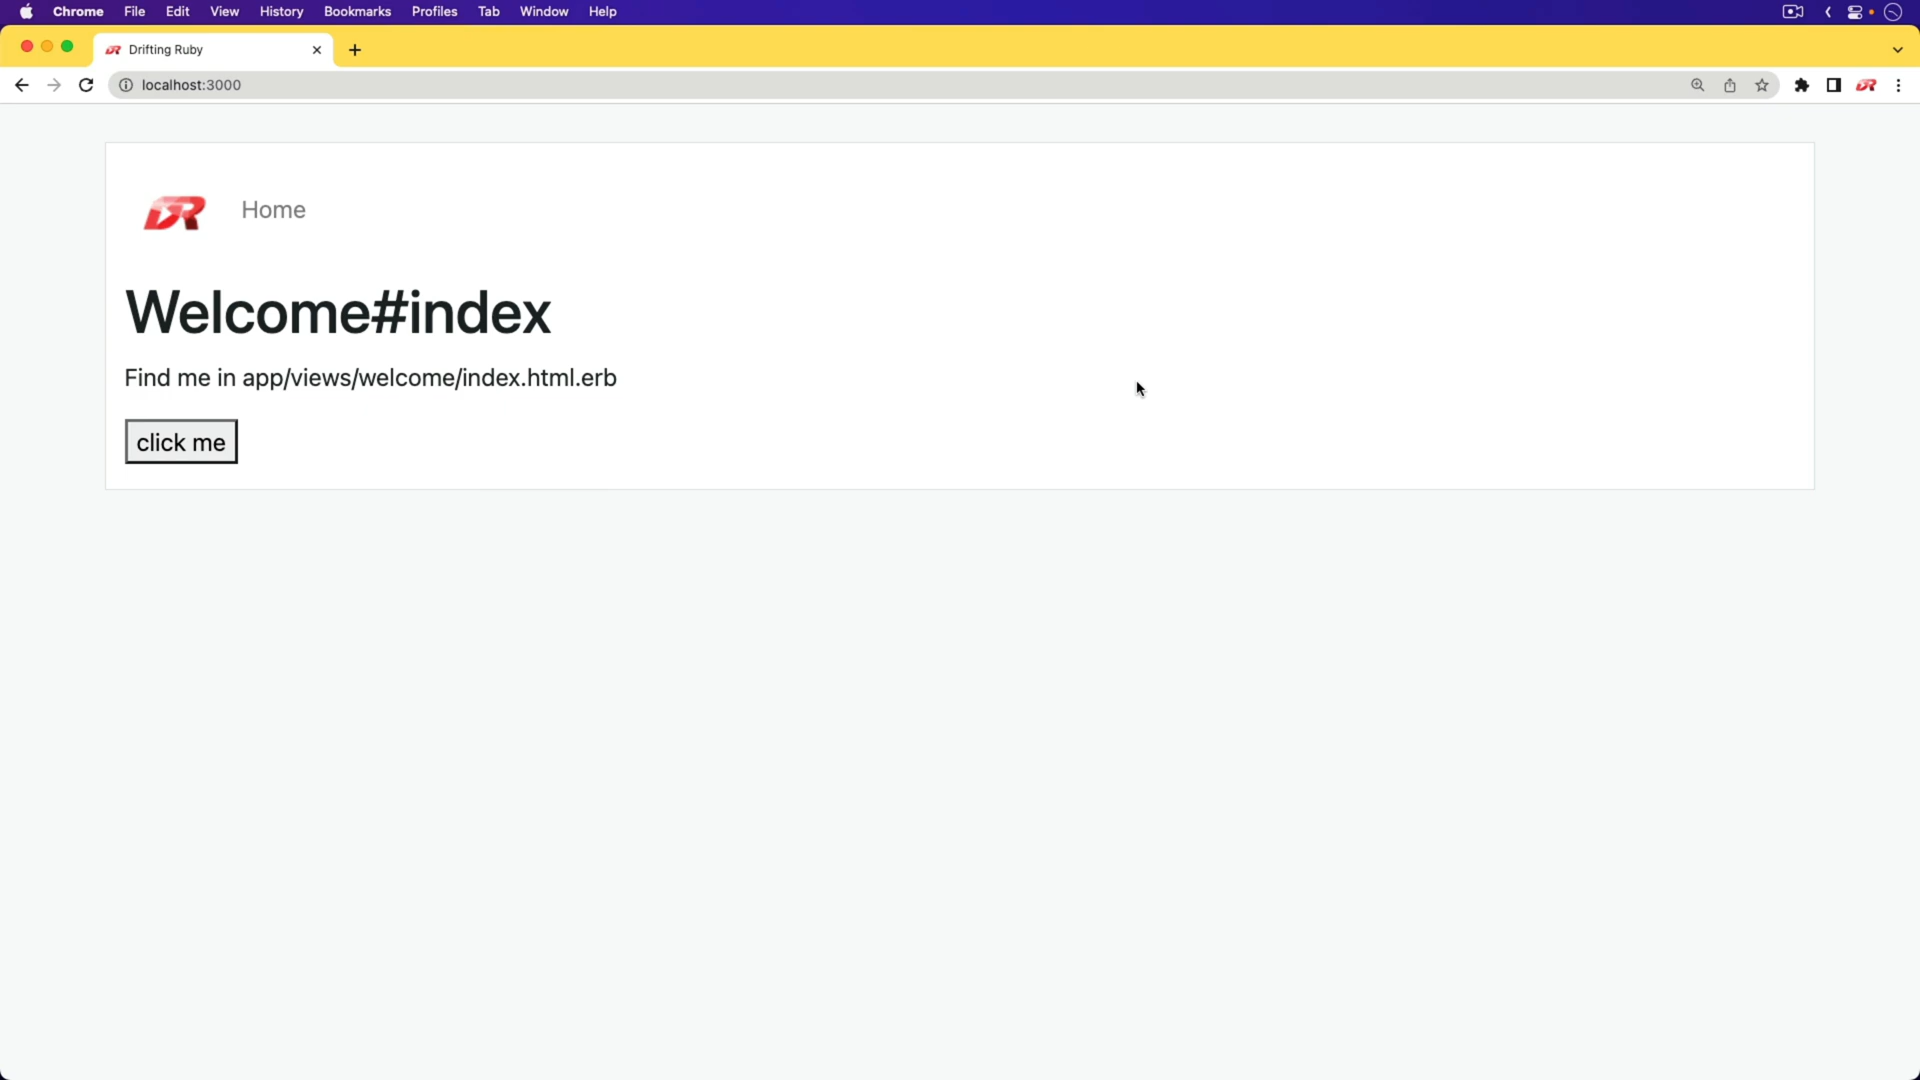 Chrome File Edit View History Bookmarks Profiles Tab Window Help
Drifting Ruby
localhost:3000
DR Home
Welcome#index
Find me in app/views/welcome/index.html.erb
click me